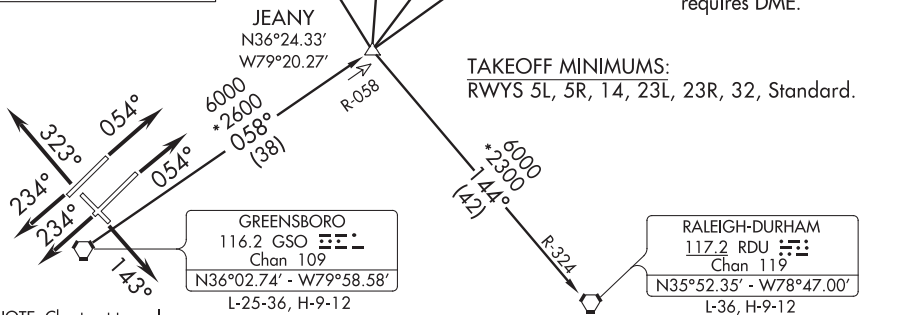 requires DME.
JEANY
N36°24.33’
W79°20.27’
R-058
TAKEOFF MINIMUMS:
RWYS 5L, 5R, 14, 23L, 23R, 32, Standard.
6000
*2600
058°
(38)
054°
323°
054°
234°
234°
143°
6000
*2300
144°
(42)
R-324
GREENSBORO
116.2 GSO
Chan 109
N36°02.74’ - W79°58.58’
L-25-36, H-9-12
RALEIGH-DURHAM
117.2 RDU
Chan 119
N35°52.35’ - W78°47.00’
L-36, H-9-12